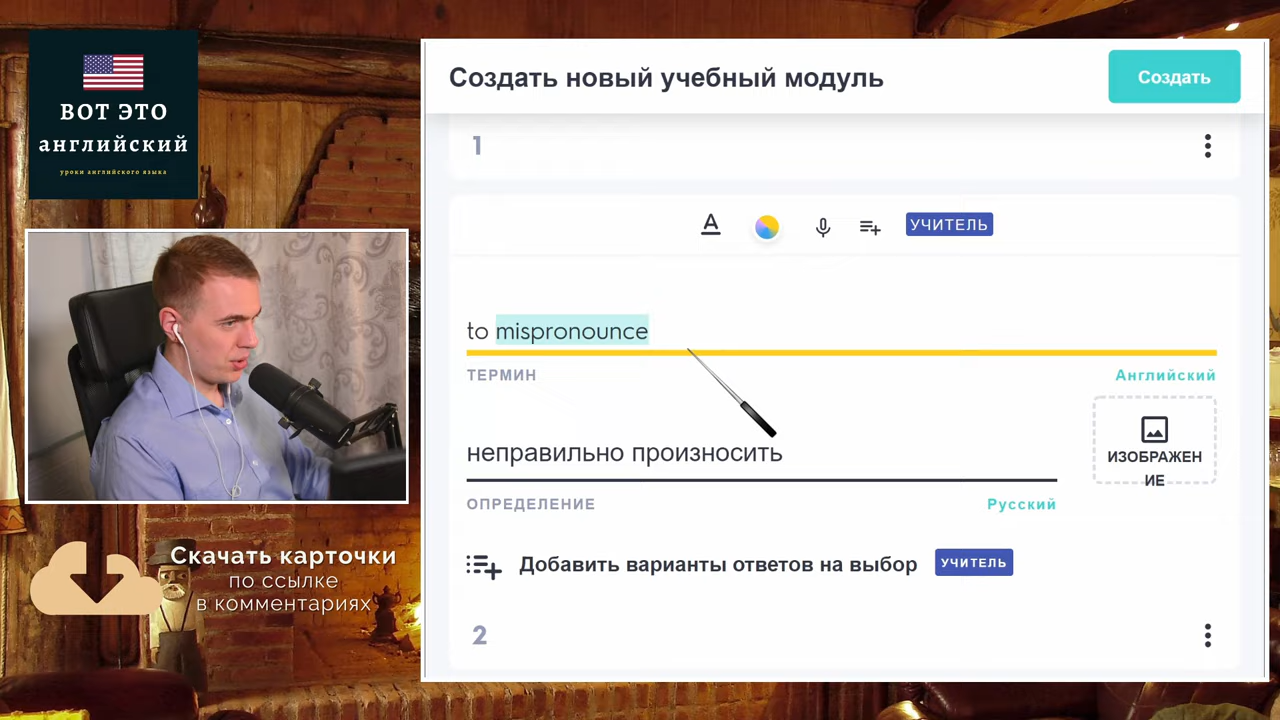 ВОТ ЭТО
английский
уроки английского языка
Скачать карточки
по ссылке
в комментариях
Создать новый учебный модуль
Создать
1
A
УЧИТЕЛЬ
to mispronounce
ТЕРМИН
Английский
неправильно произносить
ОПРЕДЕЛЕНИЕ
Русский
ИЗОБРАЖЕН
ИЕ
Добавить варианты ответов на выбор
УЧИТЕЛЬ
2